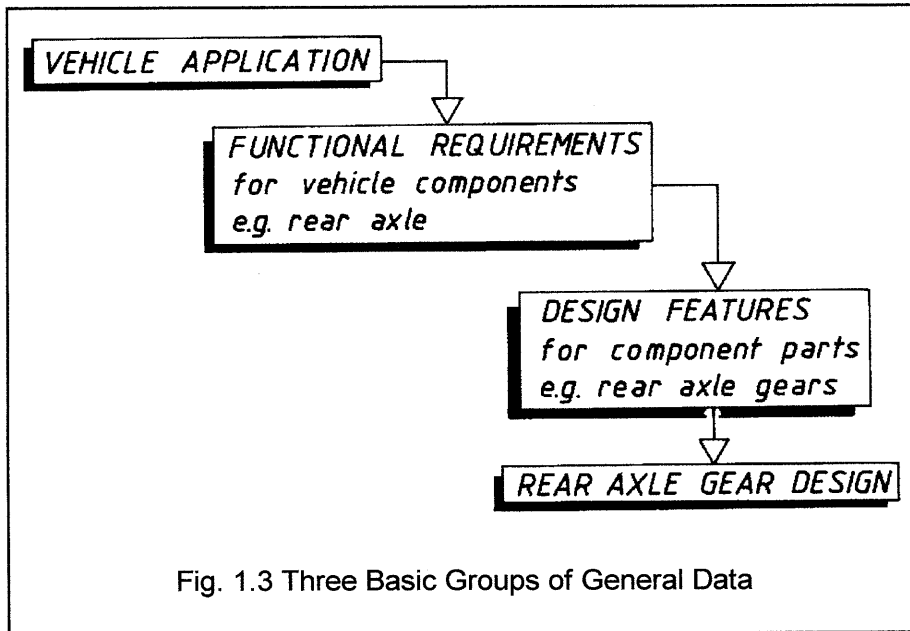 VEHICLE APPLICATION
FUNCTIONAL REQUIREMENTS
for vehicle components
e.g. rear axle
DESIGN FEATURES
for component parts
e.g. rear axle gears
REAR AXLE GEAR DESIGN
Fig. 1.3 Three Basic Groups of General Data